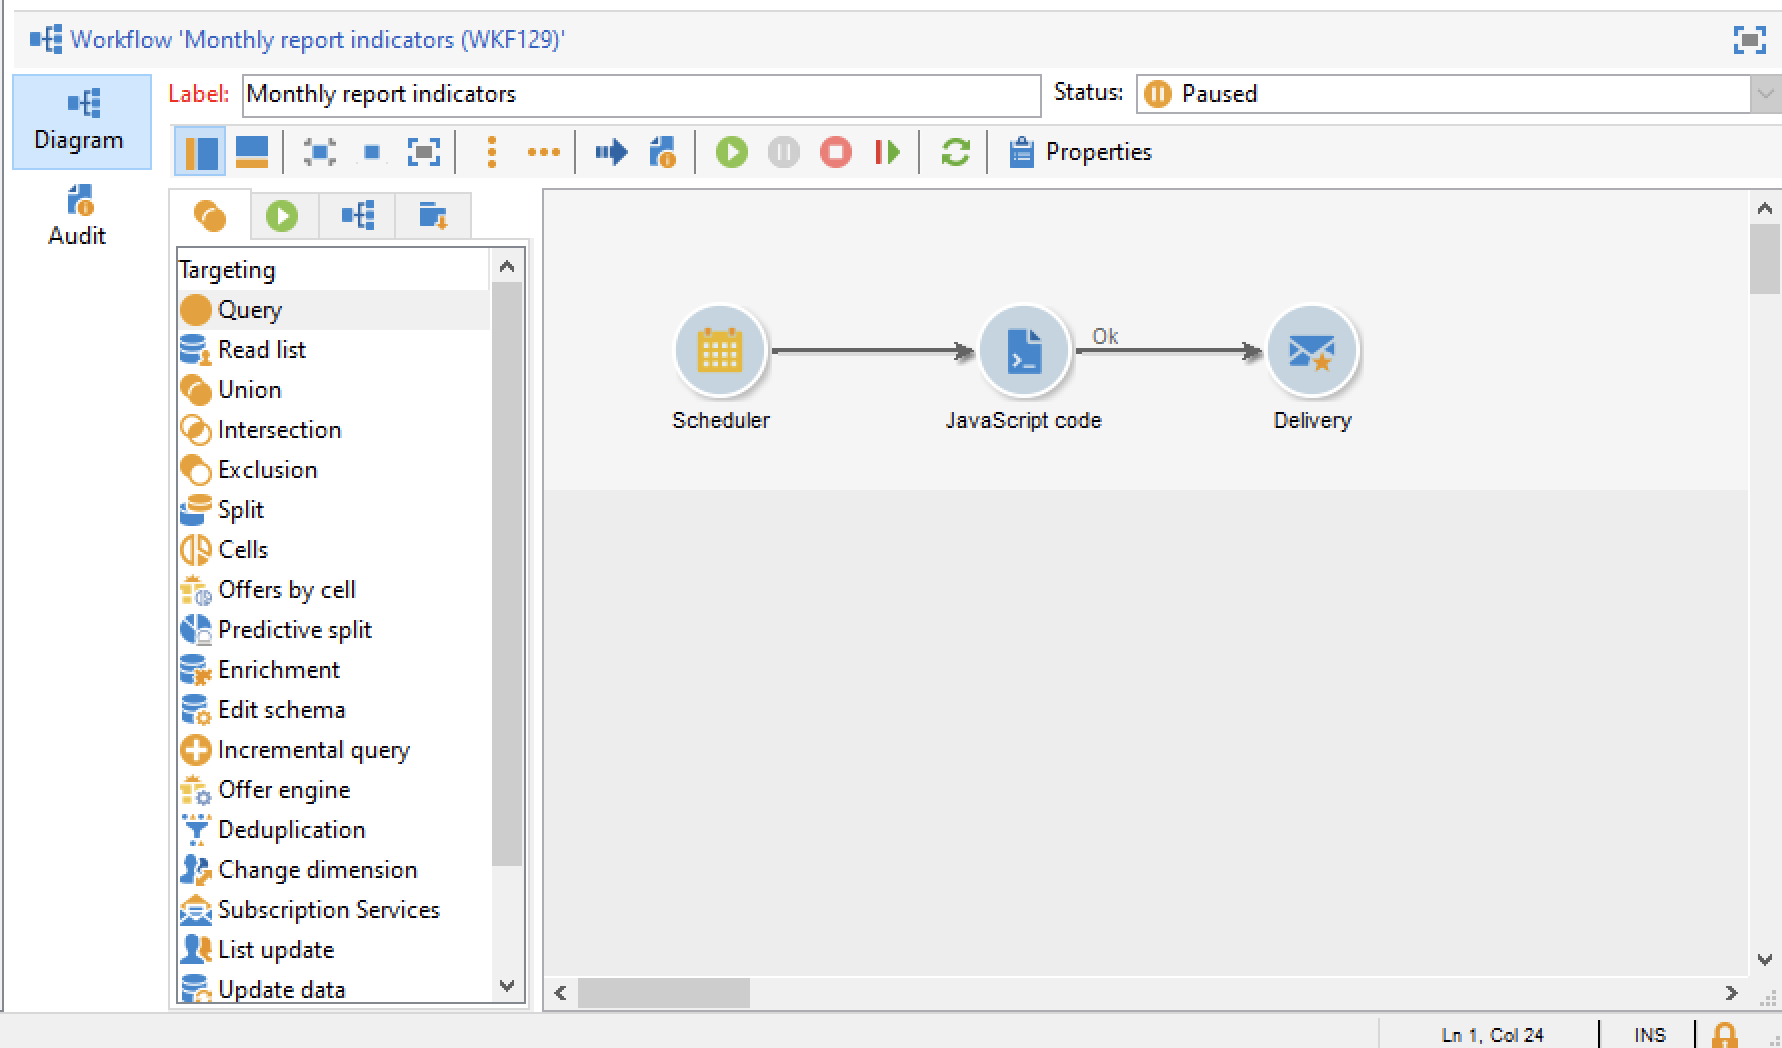 Workflow 'Monthly report indicators (WKF129)'
Diagram
Audit
Label: Monthly report indicators
Status: Paused
Properties
Targeting
Query
Read list
Union
Intersection
Exclusion
Split
Cells
Offers by cell
Predictive split
Enrichment
Edit schema
Incremental query
Offer engine
Deduplication
Change dimension
Subscription Services
List update
Update data
Ok
Scheduler
JavaScript code
Delivery
Ln 1, Col 24
INS